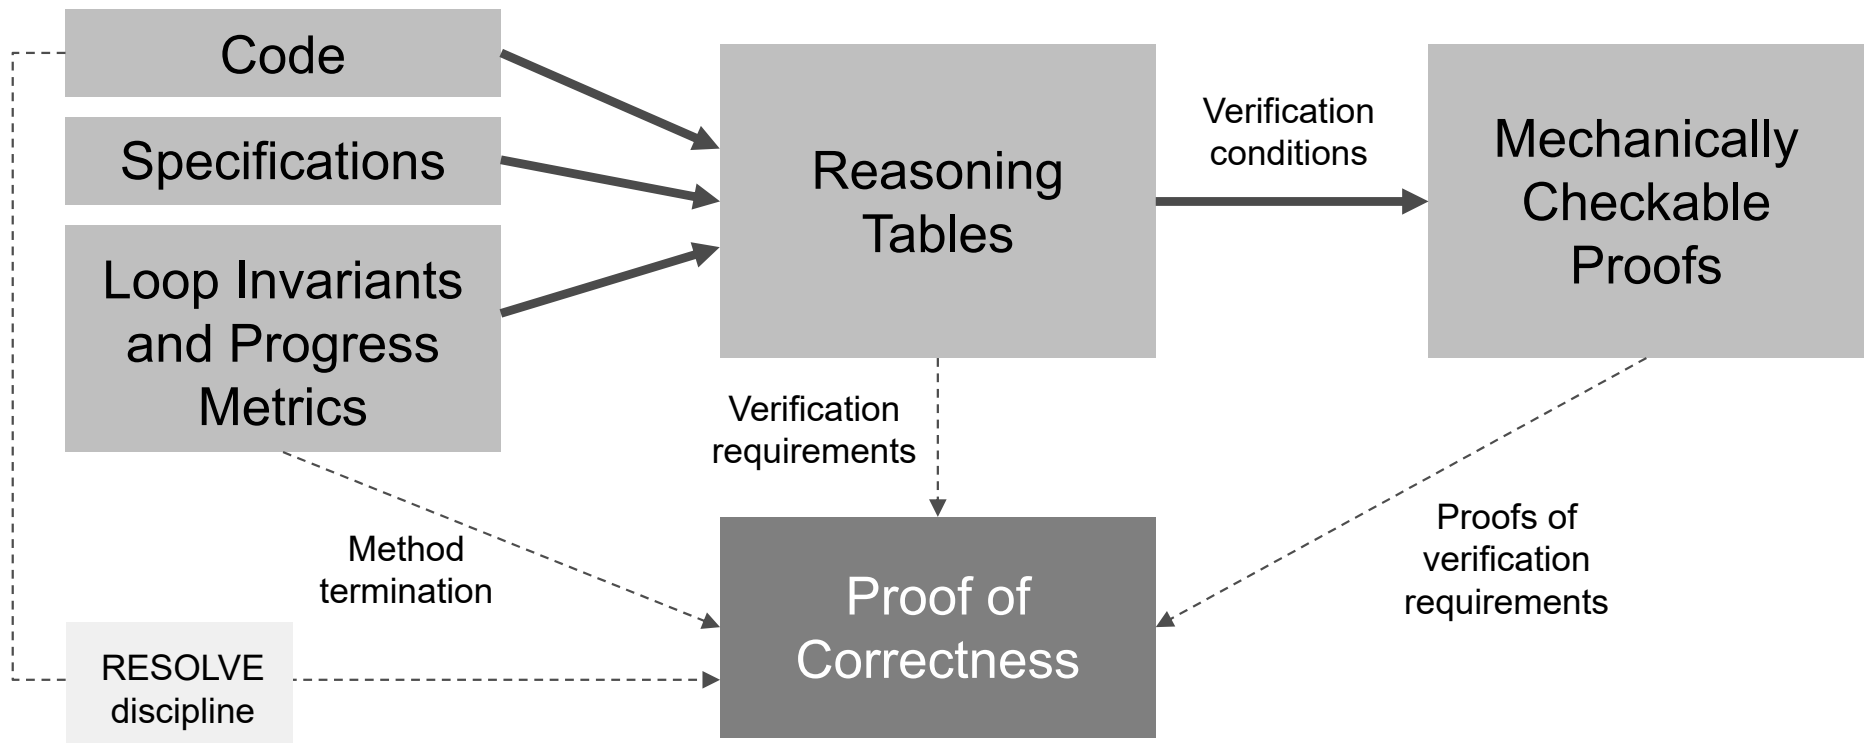 Code
Specifications
Loop Invariants
and Progress
Metrics
Reasoning
Tables
Verification
conditions
Mechanically
Checkable
Proofs
Verification
requirements
Method
termination
Proofs of
verification
requirements
RESOLVE
discipline
Proof of
Correctness